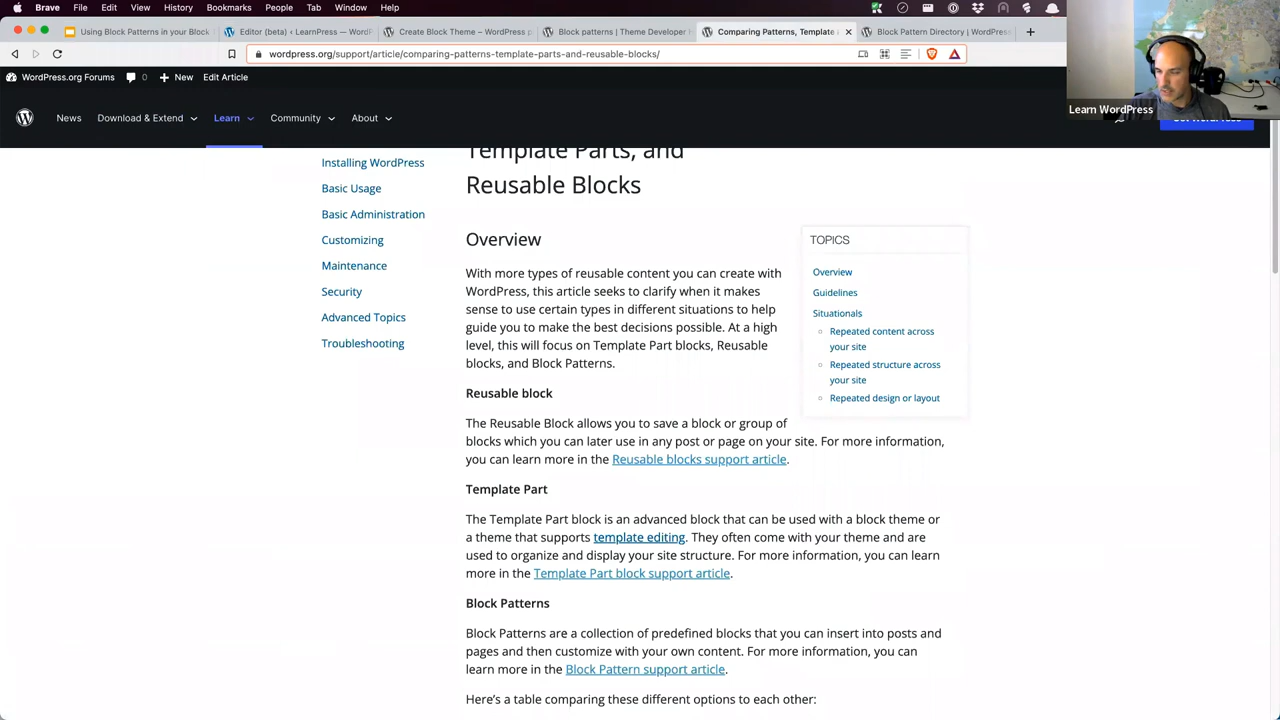 Brave File Edit View History Bookmarks People Tab Window Help
Using Block Patterns in your Block T
Editor (beta) ‹ LearnPress — WordP
Create Block Theme – WordPress p
Block patterns | Theme Developer H
Comparing Patterns, Template
Block Pattern Directory | WordPress
wordpress.org/support/article/comparing-patterns-template-parts-and-reusable-blocks/
WordPress.org Forums 0 New Edit Article
Learn WordPress
News Download & Extend Learn Community About
Template Parts, and
Reusable Blocks
Installing WordPress
Basic Usage
Basic Administration
Customizing
Maintenance
Security
Advanced Topics
Troubleshooting
Overview
With more types of reusable content you can create with
WordPress, this article seeks to clarify when it makes
sense to use certain types in different situations to help
guide you to make the best decisions possible. At a high
level, this will focus on Template Part blocks, Reusable
blocks, and Block Patterns.
TOPICS
Overview
Guidelines
Situationals
Repeated content across
your site
Repeated structure across
your site
Repeated design or layout
Reusable block
The Reusable Block allows you to save a block or group of
blocks which you can later use in any post or page on your site. For more information,
you can learn more in the Reusable blocks support article.
Template Part
The Template Part block is an advanced block that can be used with a block theme or
a theme that supports template editing. They often come with your theme and are
used to organize and display your site structure. For more information, you can learn
more in the Template Part block support article.
Block Patterns
Block Patterns are a collection of predefined blocks that you can insert into posts and
pages and then customize with your own content. For more information, you can
learn more in the Block Pattern support article.
Here's a table comparing these different options to each other: